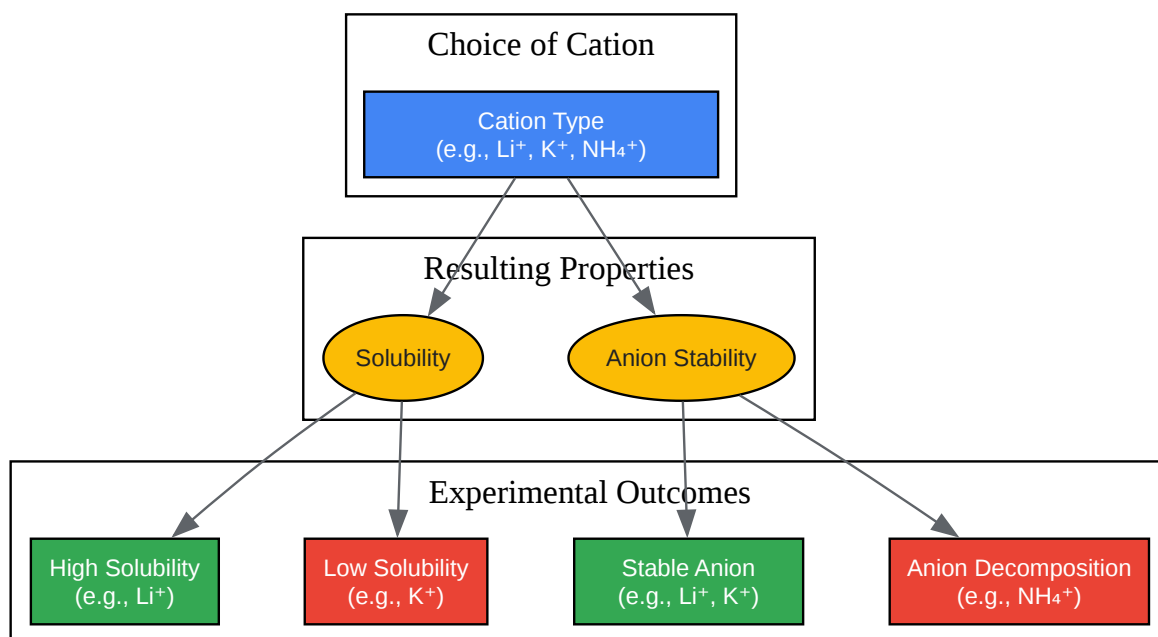 Choice of Cation
Cation Type
(e.g., Li⁺, K⁺, NH₄⁺)
Resulting Properties
Solubility
Anion Stability
Experimental Outcomes
High Solubility
(e.g., Li⁺)
Low Solubility
(e.g., K⁺)
Stable Anion
(e.g., Li⁺, K⁺)
Anion Decomposition
(e.g., NH₄⁺)